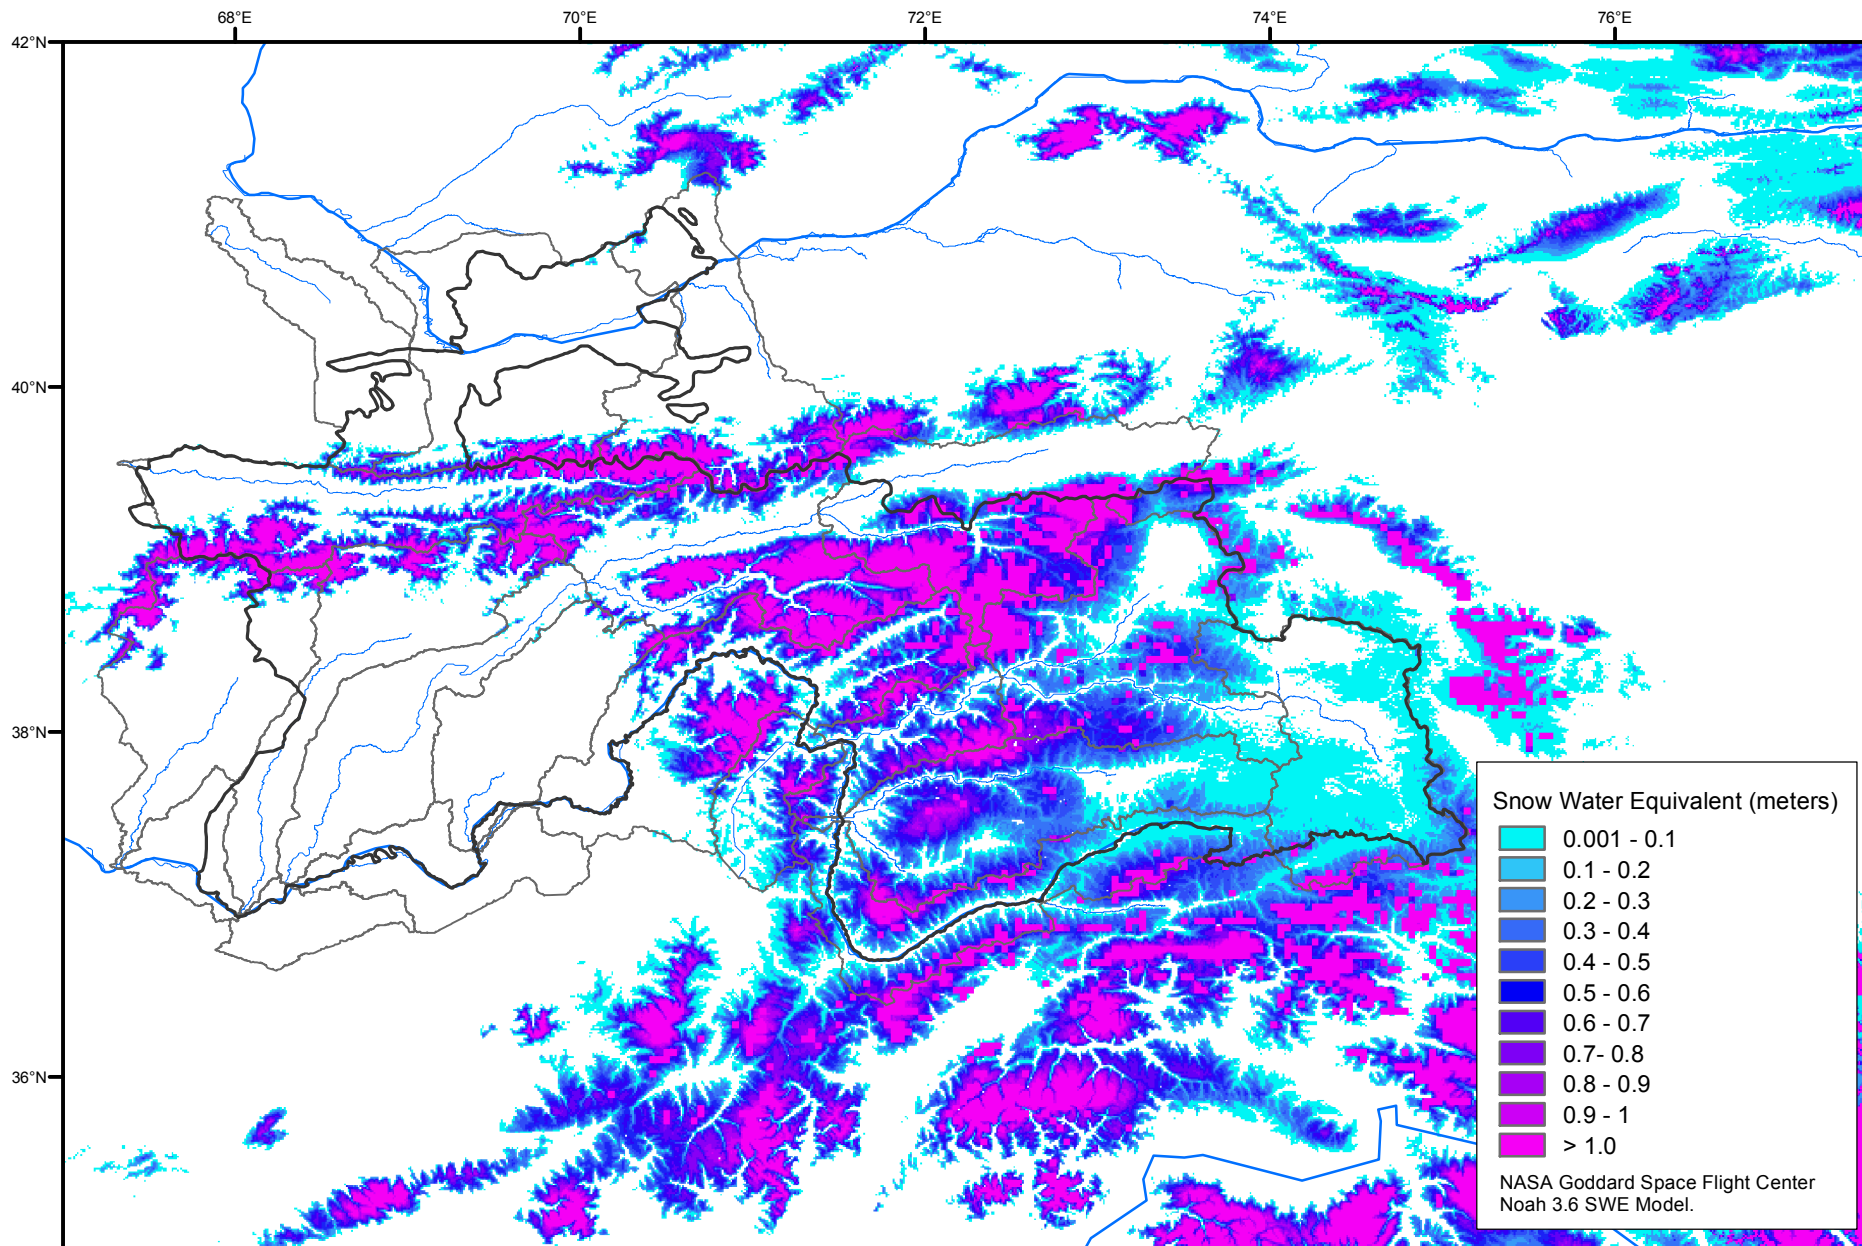 68°E
70°E
72°E
74°E
76°E
42°N
40°N
38°N
36°N
Snow Water Equivalent (meters)
0.001 - 0.1
0.1 - 0.2
0.2 - 0.3
0.3 - 0.4
0.4 - 0.5
0.5 - 0.6
0.6 - 0.7
0.7- 0.8
0.8 - 0.9
0.9 - 1
> 1.0
NASA Goddard Space Flight Center
Noah 3.6 SWE Model.